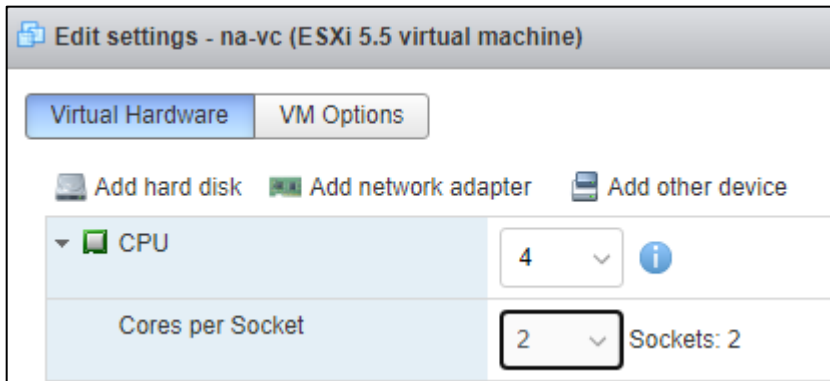 Edit settings - na-vc (ESXi 5.5 virtual machine)
Virtual Hardware VM Options
Add hard disk Add network adapter Add other device
CPU 4
Cores per Socket 2 Sockets: 2